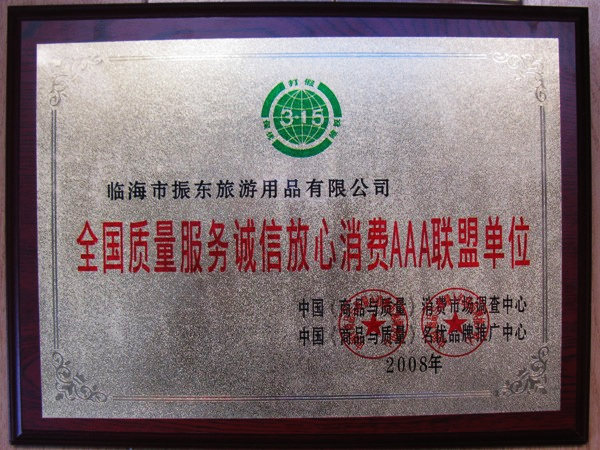 打假
3·15
临海市振东旅游用品有限公司
全国质量服务诚信放心消费AAA联盟单位
中国《商品与质量》消费市场调查中心
中国《商品与质量》名优品牌推广中心
2008年